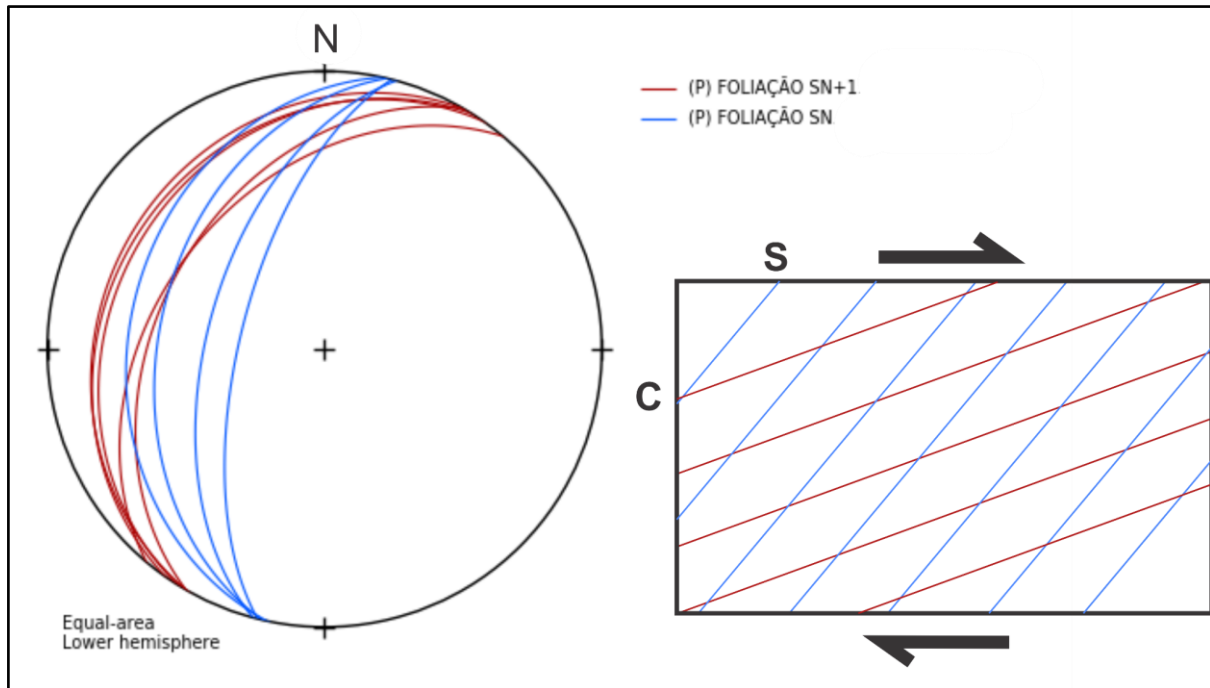 N
(P) FOLIAÇÃO SN+1
(P) FOLIAÇÃO SN
S
C
Equal-area
Lower hemisphere